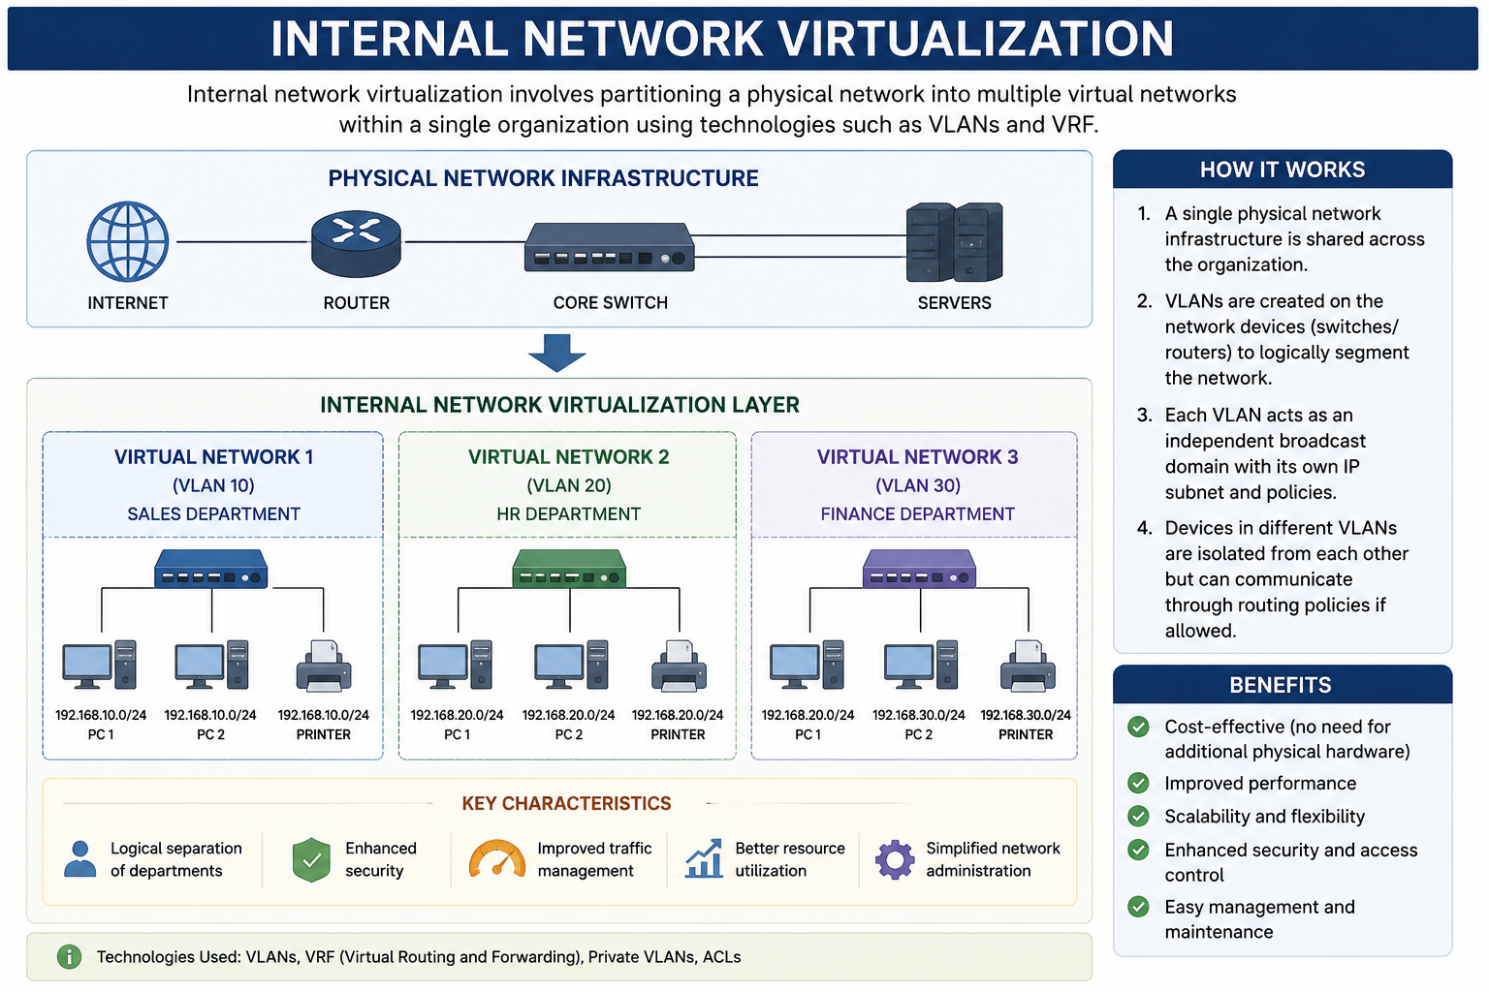 INTERNAL NETWORK VIRTUALIZATION
Internal network virtualization involves partitioning a physical network into multiple virtual networks
within a single organization using technologies such as VLANs and VRF.
PHYSICAL NETWORK INFRASTRUCTURE
INTERNET
ROUTER
CORE SWITCH
SERVERS
INTERNAL NETWORK VIRTUALIZATION LAYER
VIRTUAL NETWORK 1
(VLAN 10)
SALES DEPARTMENT
192.168.10.0/24
PC 1
192.168.10.0/24
PC 2
192.168.10.0/24
PRINTER
VIRTUAL NETWORK 2
(VLAN 20)
HR DEPARTMENT
192.168.20.0/24
PC 1
192.168.20.0/24
PC 2
192.168.20.0/24
PRINTER
VIRTUAL NETWORK 3
(VLAN 30)
FINANCE DEPARTMENT
192.168.20.0/24
PC 1
192.168.30.0/24
PC 2
192.168.30.0/24
PRINTER
KEY CHARACTERISTICS
Logical separation
of departments
Enhanced
security
Improved traffic
management
Better resource
utilization
Simplified network
administration
Technologies Used: VLANs, VRF (Virtual Routing and Forwarding), Private VLANs, ACLs
HOW IT WORKS
1. A single physical network
infrastructure is shared across
the organization.
2. VLANs are created on the
network devices (switches/
routers) to logically segment
the network.
3. Each VLAN acts as an
independent broadcast
domain with its own IP
subnet and policies.
4. Devices in different VLANs
are isolated from each other
but can communicate
through routing policies if
allowed.
BENEFITS
Cost-effective (no need for
additional physical hardware)
Improved performance
Scalability and flexibility
Enhanced security and access
control
Easy management and
maintenance